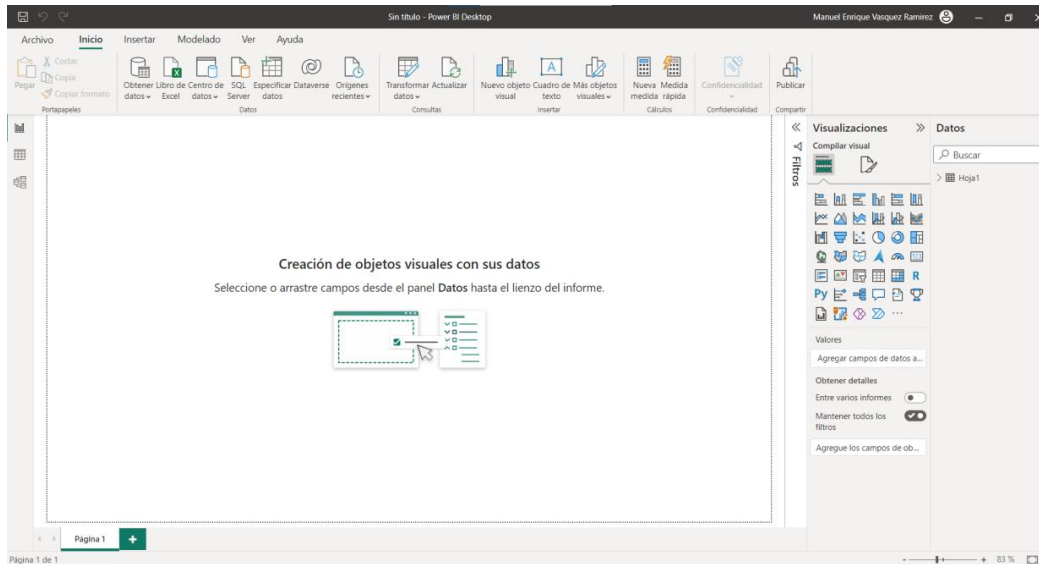 Sin título - Power BI Desktop
Manuel Enrique Vasquez Ramirez
Archivo Inicio Insertar Modelado Ver Ayuda
Pegar
Cortar
Copia
Copiar formato
Portapapeles
Obtener datos
Libro de Excel
Centro de datos
SQL Server
Especificar datos
Dataverse
Orígenes recientes
Datos
Transformar datos
Actualizar
Consultas
Nuevo objeto visual
Cuadro de texto
Más objetos visuales
Insertar
Nueva medida
Medida rápida
Cálculos
Confidencialidad
Confidencialidad
Publicar
Compartir
Creación de objetos visuales con sus datos
Seleccione o arrastre campos desde el panel Datos hasta el lienzo del informe.
Filtros
Visualizaciones
Compilar visual
R
Py
Valores
Agregar campos de datos a...
Obtener detalles
Entre varios informes
Mantener todos los
filtros
Agregue los campos de ob...
Datos
Buscar
Hoja1
Página 1
Página 1 de 1
83 %